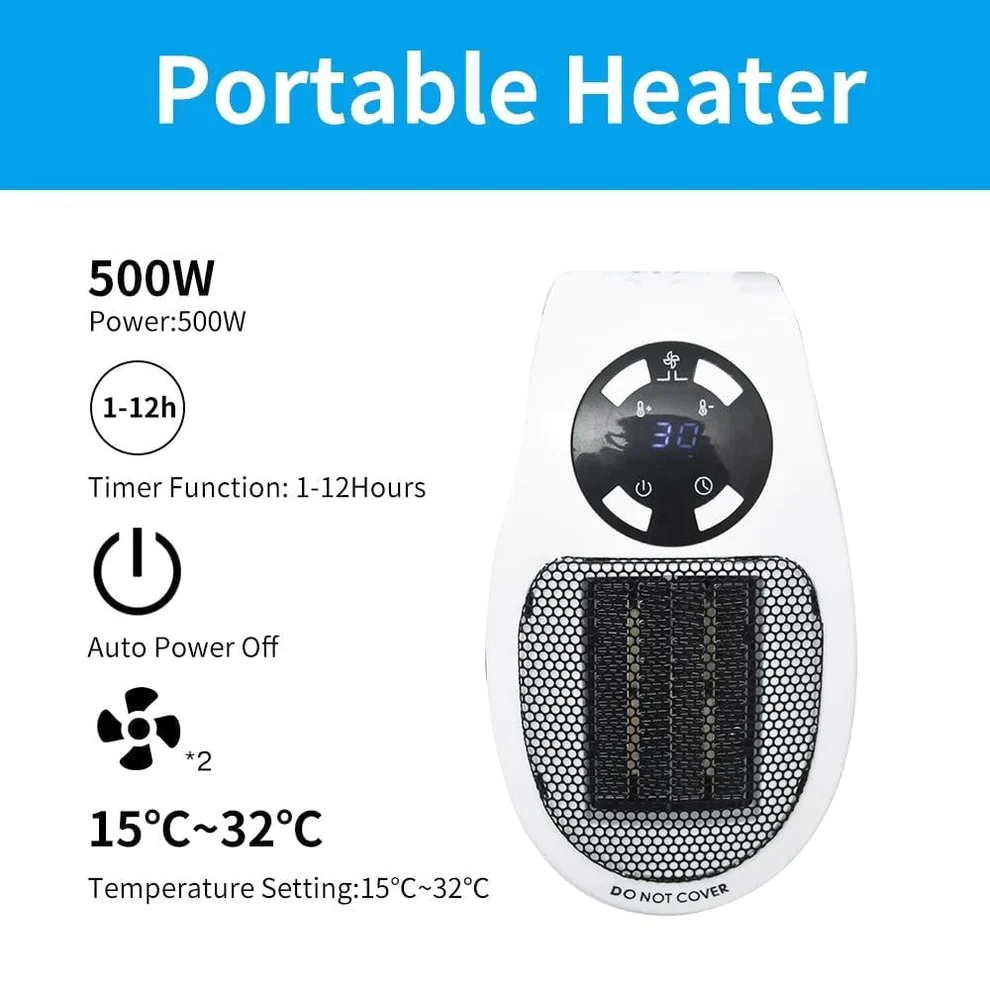 Portable Heater
500W
Power:500W
1-12h
Timer Function: 1-12Hours
Auto Power Off
*2
15°C~32°C
Temperature Setting:15°C~32°C
30
DO NOT COVER